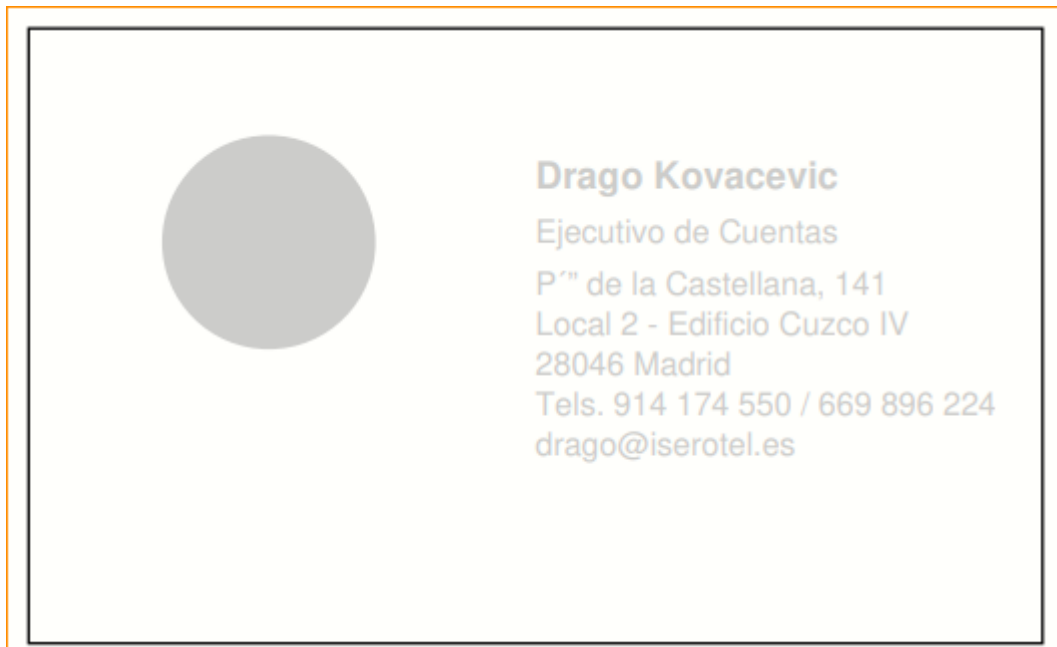 Drago Kovacevic
Ejecutivo de Cuentas
P´” de la Castellana, 141
Local 2 - Edificio Cuzco IV
28046 Madrid
Tels. 914 174 550 / 669 896 224
drago@iserotel.es